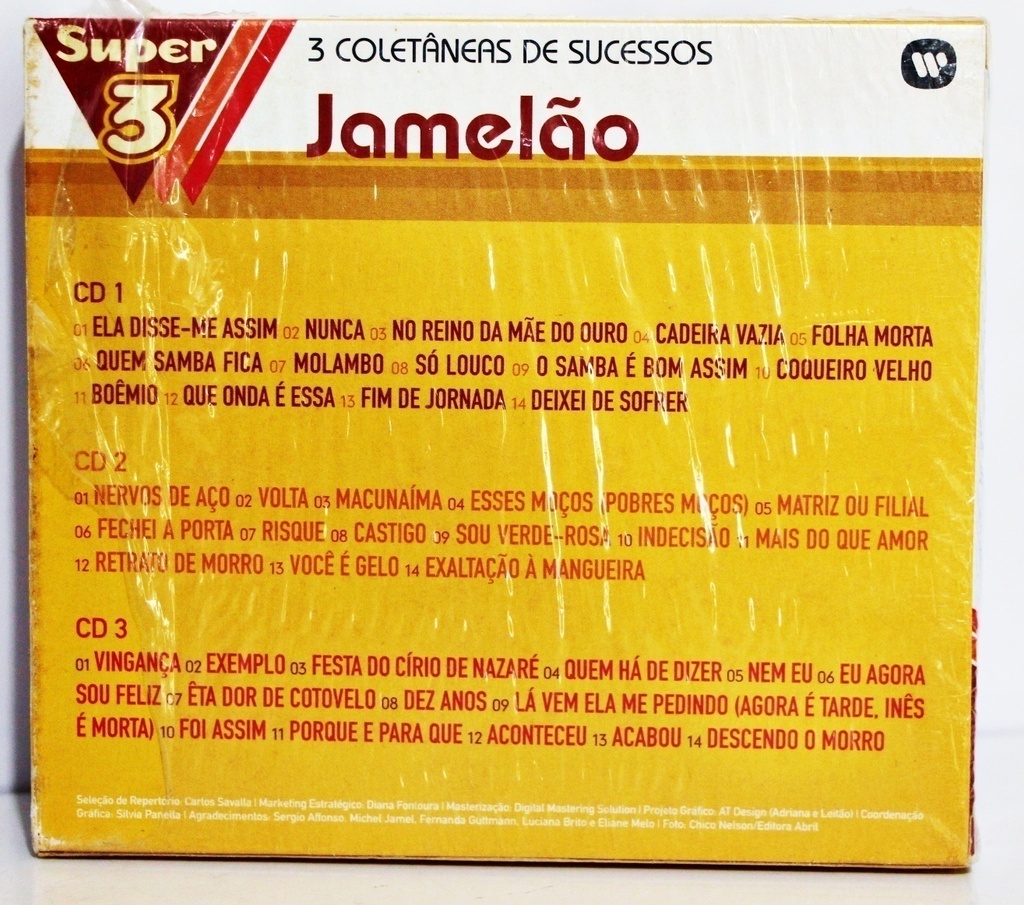 Super
3
3 COLETÂNEAS DE SUCESSOS
Jamelão
CD 1
01 ELA DISSE-ME ASSIM 02 NUNCA 03 NO REINO DA MÃE DO OURO 04 CADEIRA VAZIA 05 FOLHA MORTA
06 QUEM SAMBA FICA 07 MOLAMBO 08 SÓ LOUCO 09 O SAMBA É BOM ASSIM 10 COQUEIRO VELHO
11 BOÊMIO 12 QUE ONDA É ESSA 13 FIM DE JORNADA 14 DEIXEI DE SOFRER
CD 2
01 NERVOS DE AÇO 02 VOLTA 03 MACUNAÍMA 04 ESSES MOÇOS (POBRES MOÇOS) 05 MATRIZ OU FILIAL
06 FECHEI A PORTA 07 RISQUE 08 CASTIGO 09 SOU VERDE-ROSA 10 INDECISÃO 11 MAIS DO QUE AMOR
12 RETRATO DE MORRO 13 VOCÊ É GELO 14 EXALTAÇÃO À MANGUEIRA
CD 3
01 VINGANÇA 02 EXEMPLO 03 FESTA DO CÍRIO DE NAZARÉ 04 QUEM HÁ DE DIZER 05 NEM EU 06 EU AGORA
SOU FELIZ 07 ÊTA DOR DE COTOVELO 08 DEZ ANOS 09 LÁ VEM ELA ME PEDINDO (AGORA É TARDE, INÊS
É MORTA) 10 FOI ASSIM 11 PORQUE E PARA QUE 12 ACONTECEU 13 ACABOU 14 DESCENDO O MORRO
Seleção de Repertório: Carlos Savalla | Marketing Estratégico: Diana Fontoura | Masterização: Digital Mastering Solution | Projeto Gráfico: AT Design (Adriana e Leitão) | Coordenação
Gráfica: Silvia Panella | Agradecimentos: Sergio Affonso, Michel Jamel, Fernanda Guttmann, Luciana Brito e Eliane Melo | Foto: Chico Nelson/Editora Abril